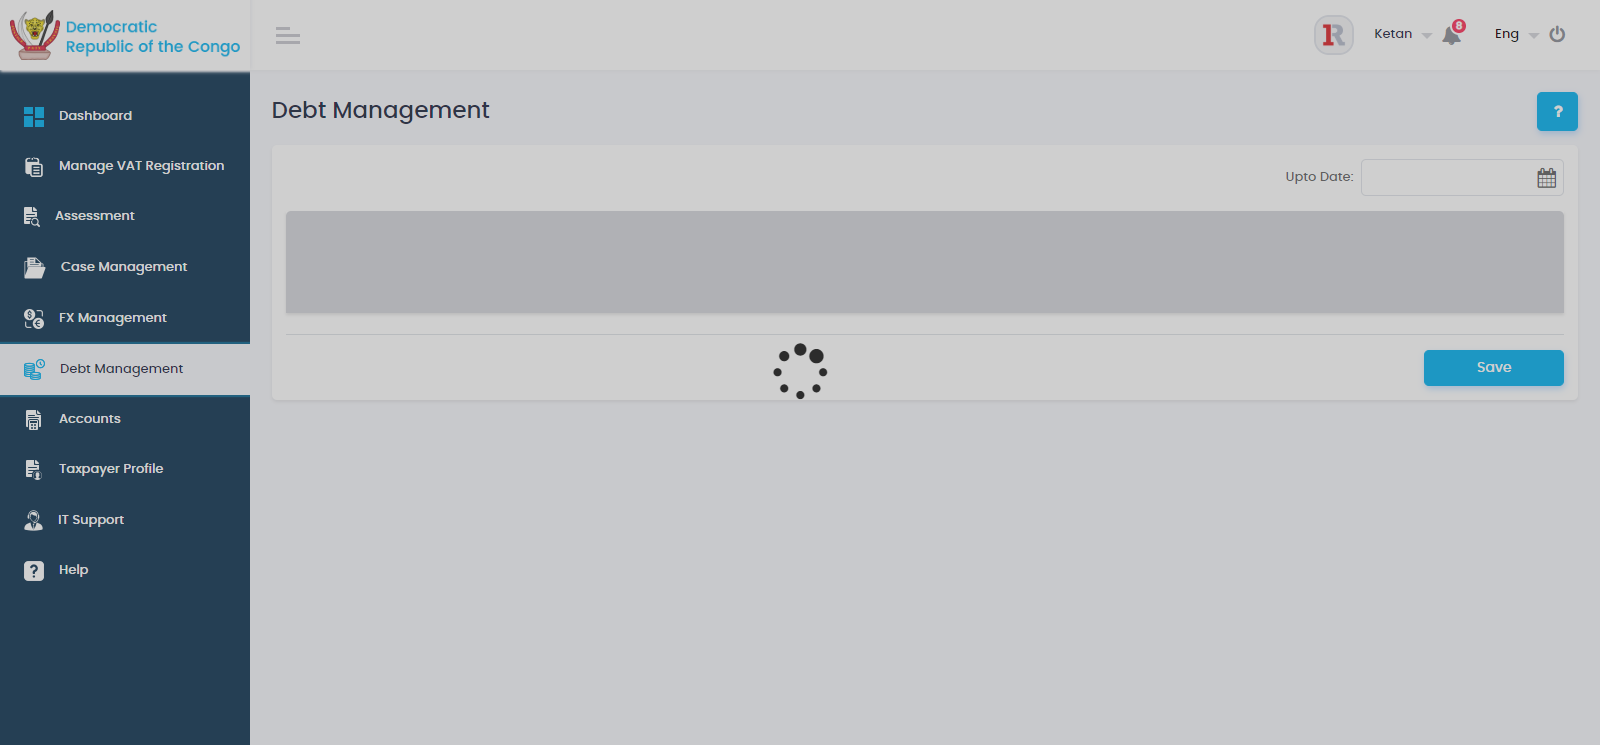 Democratic
Republic of the Congo
1R
Ketan
8
Eng
Dashboard
Manage VAT Registration
Assessment
Case Management
FX Management
Debt Management
Accounts
Taxpayer Profile
IT Support
? Help
Debt Management
?
Upto Date:
Save